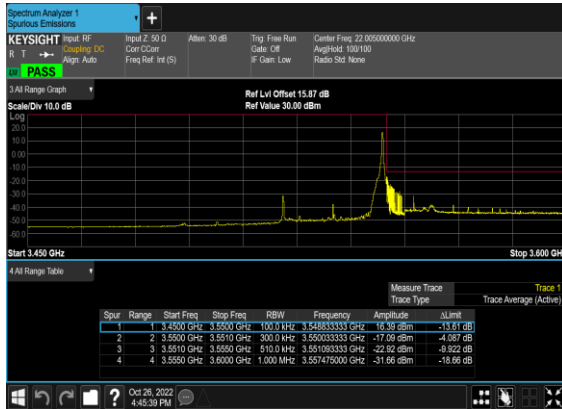 Spectrum Analyzer 1
Spurious Emissions
KEYSIGHT Input: RF Input Z: 50 Ω Atten: 30 dB Trig: Free Run Center Freq: 22.005000000 GHz
R T Coupling: DC Corr CCorr Gate: Off Avg|Hold: 100/100
Align: Auto Freq Ref: Int (S) IF Gain: Low Radio Std: None
PASS
3 All Range Graph
Ref Lvl Offset 15.87 dB
Scale/Div 10.0 dB Ref Value 30.00 dBm
Log
20.0
10.0
0.00
-10.0
-20.0
-30.0
-40.0
-50.0
-60.0
Start 3.450 GHz Stop 3.600 GH
4 All Range Table
Measure Trace Trace 1
Trace Type Trace Average (Active)
Spur Range Start Freq Stop Freq RBW Frequency Amplitude ΔLimit
1 1 3.4500 GHz 3.5500 GHz 100.0 kHz 3.548833333 GHz 16.39 dBm -13.61 dB
2 2 3.5500 GHz 3.5510 GHz 300.0 kHz 3.550033333 GHz -17.09 dBm -4.087 dB
3 3 3.5510 GHz 3.5550 GHz 510.0 kHz 3.551093333 GHz -22.92 dBm -9.922 dB
4 4 3.5550 GHz 3.6000 GHz 1.000 MHz 3.557475000 GHz -31.66 dBm -18.66 dB
? Oct 26, 2022
4:45:39 PM